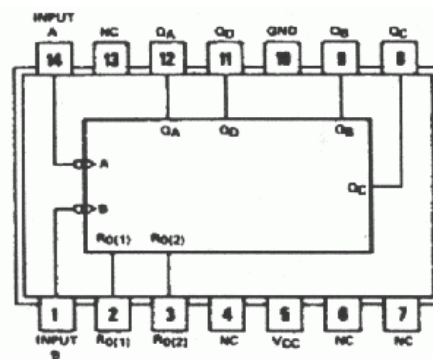 INPUT
A NC QA QD GND QB QC
14 13 12 11 10 9 8
QA QD QB
A
QC
B
R0(1) R0(2)
1 2 3 4 5 6 7
INPUT R0(1) R0(2) NC VCC NC NC
B